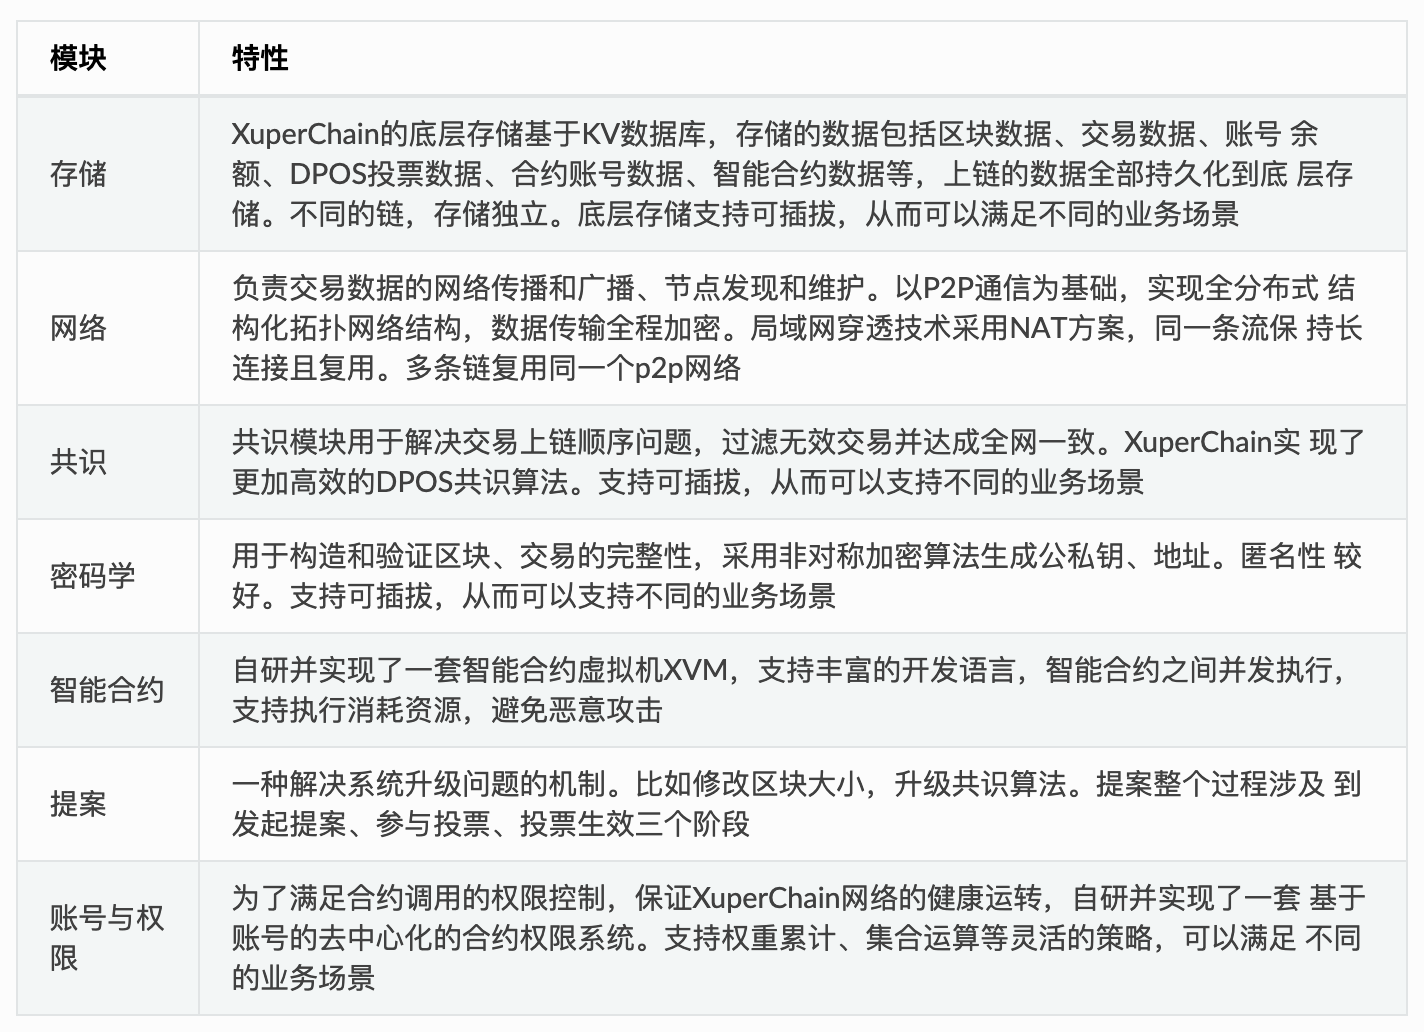 模块
特性
存储
XuperChain的底层存储基于KV数据库，存储的数据包括区块数据、交易数据、账号 余
额、DPOS投票数据、合约账号数据、智能合约数据等，上链的数据全部持久化到底 层存
储。不同的链，存储独立。底层存储支持可插拔，从而可以满足不同的业务场景
网络
负责交易数据的网络传播和广播、节点发现和维护。以P2P通信为基础，实现全分布式 结
构化拓扑网络结构，数据传输全程加密。局域网穿透技术采用NAT方案，同一条流保 持长
连接且复用。多条链复用同一个p2p网络
共识
共识模块用于解决交易上链顺序问题，过滤无效交易并达成全网一致。XuperChain实 现了
更加高效的DPOS共识算法。支持可插拔，从而可以支持不同的业务场景
密码学
用于构造和验证区块、交易的完整性，采用非对称加密算法生成公私钥、地址。匿名性 较
好。支持可插拔，从而可以支持不同的业务场景
智能合约
自研并实现了一套智能合约虚拟机XVM，支持丰富的开发语言，智能合约之间并发执行，
支持执行消耗资源，避免恶意攻击
提案
一种解决系统升级问题的机制。比如修改区块大小，升级共识算法。提案整个过程涉及 到
发起提案、参与投票、投票生效三个阶段
账号与权
限
为了满足合约调用的权限控制，保证XuperChain网络的健康运转，自研并实现了一套 基于
账号的去中心化的合约权限系统。支持权重累计、集合运算等灵活的策略，可以满足 不同
的业务场景